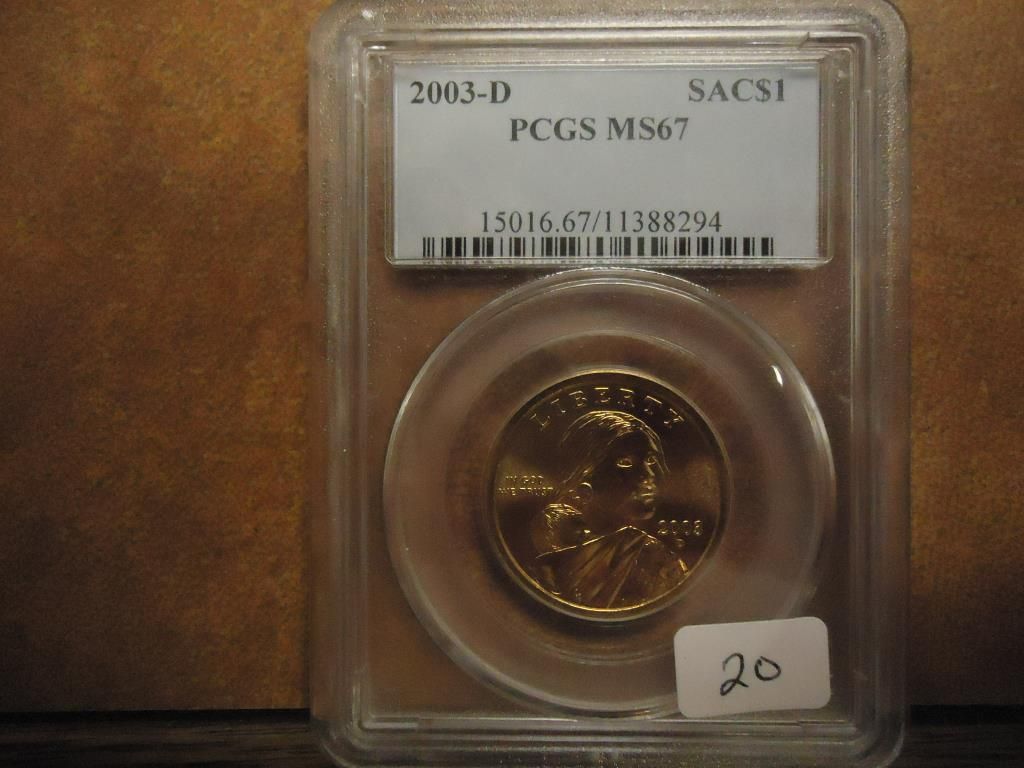 2003-D SAC$1
PCGS MS67
15016.67/11388294
LIBERTY
IN GOD
WE TRUST
2003
D
20